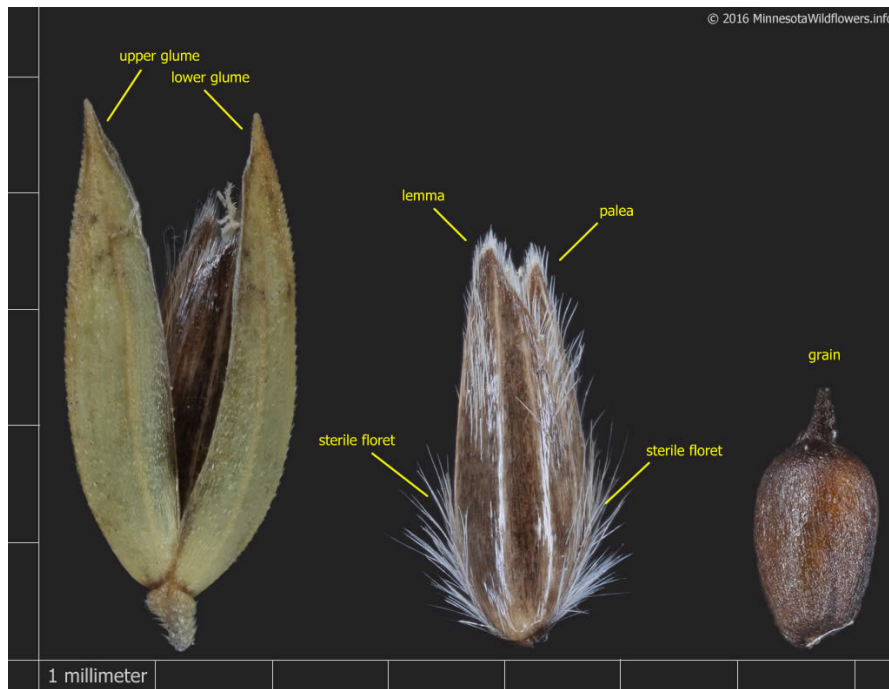 © 2016 MinnesotaWildflowers.info
upper glume
lower glume
lemma
palea
grain
sterile floret
sterile floret
1 millimeter